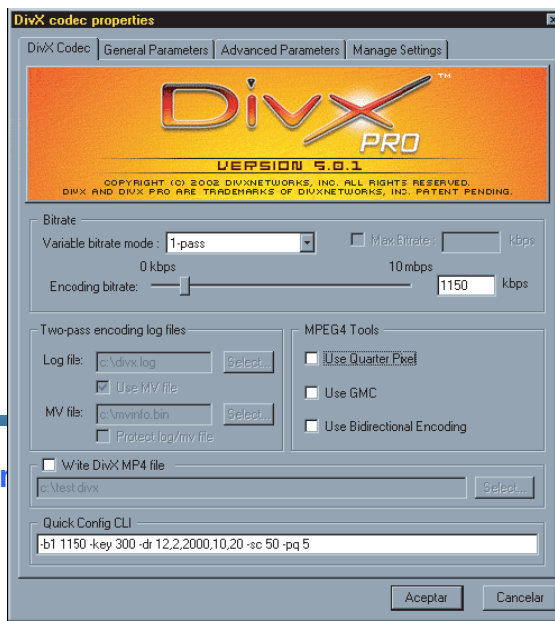 DivX codec properties
DivX Codec General Parameters Advanced Parameters Manage Settings
DivX™
PRO
VERSION 5.0.1
COPYRIGHT (C) 2002 DIVXNETWORKS, INC. ALL RIGHTS RESERVED.
DIVX AND DIVX PRO ARE TRADEMARKS OF DIVXNETWORKS, INC. PATENT PENDING.
Bitrate
Variable bitrate mode : 1-pass Max Bitrate : kbps
0 kbps 10 mbps
Encoding bitrate: 1150 kbps
Two-pass encoding log files
Log file: c:\divx.log Select...
Use MV file
MV file: c:\mvinfo.bin Select...
Protect log/mv file
MPEG4 Tools
Use Quarter Pixel
Use GMC
Use Bidirectional Encoding
Write DivX MP4 file
c:\test.divx Select...
Quick Config CLI
-b1 1150 -key 300 -dr 12,2,2000,10,20 -sc 50 -pq 5
Aceptar Cancelar